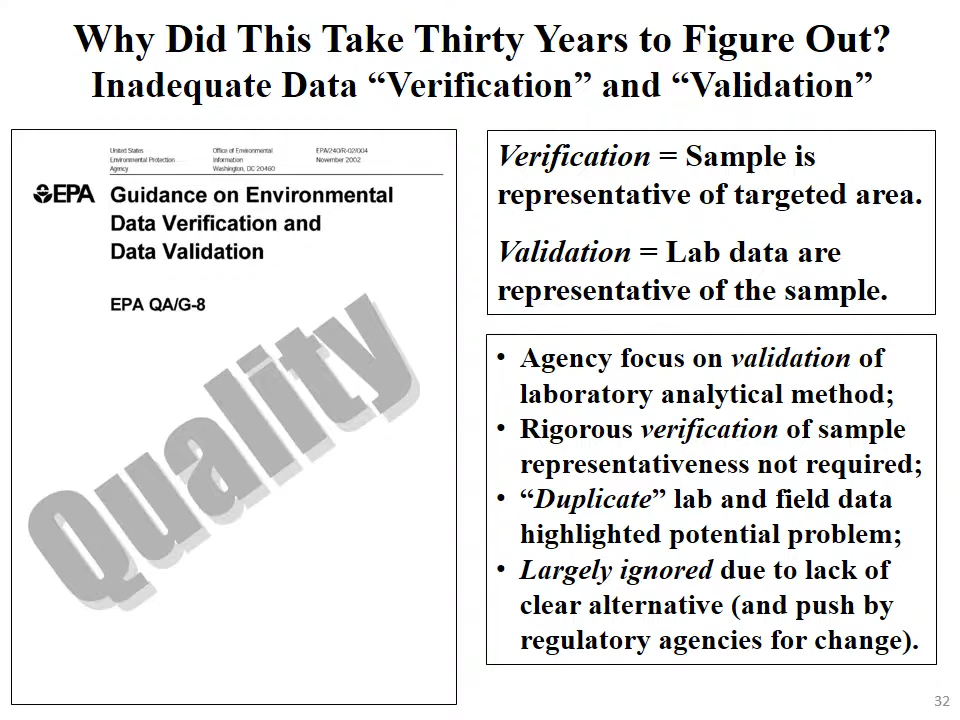 Why Did This Take Thirty Years to Figure Out?
Inadequate Data “Verification” and “Validation”
United States
Environmental Protection
Agency
Office of Environmental
Information
Washington, DC 20460
EPA/240/R-02/004
November 2002
EPA
Guidance on Environmental
Data Verification and
Data Validation
EPA QA/G-8
Quality
Verification = Sample is
representative of targeted area.
Validation = Lab data are
representative of the sample.
• Agency focus on validation of
laboratory analytical method;
• Rigorous verification of sample
representativeness not required;
• “Duplicate” lab and field data
highlighted potential problem;
• Largely ignored due to lack of
clear alternative (and push by
regulatory agencies for change).
32